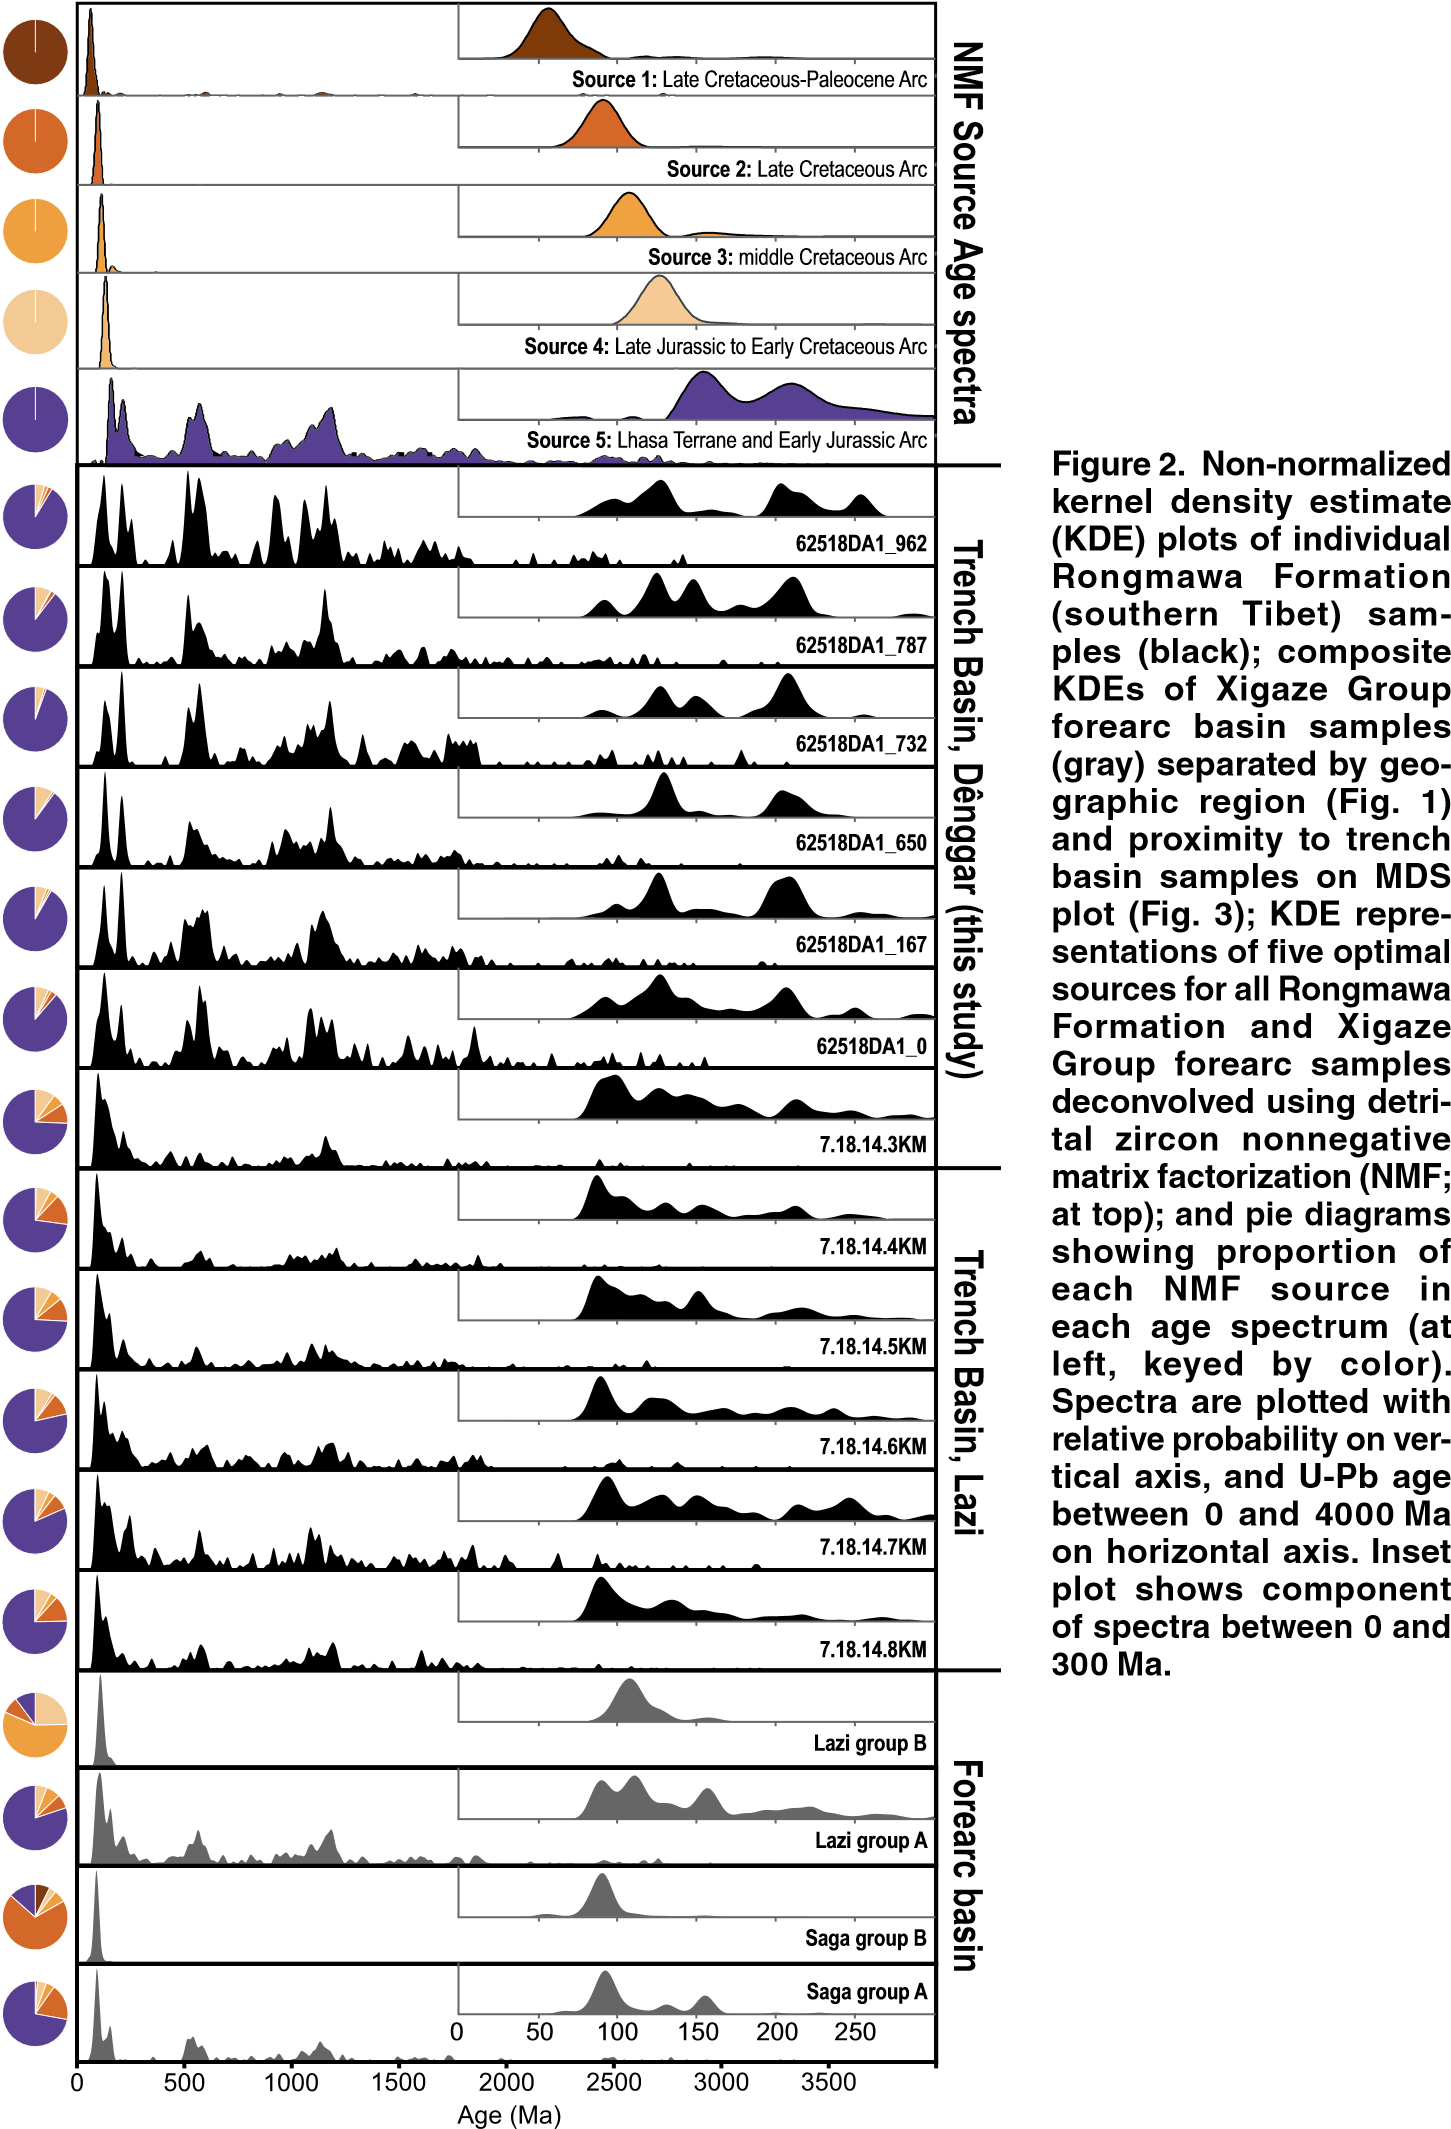 Source 1: Late Cretaceous-Paleocene Arc
Source 2: Late Cretaceous Arc
Source 3: middle Cretaceous Arc
Source 4: Late Jurassic to Early Cretaceous Arc
Source 5: Lhasa Terrane and Early Jurassic Arc
NMF Source Age spectra
62518DA1_962
62518DA1_787
62518DA1_732
62518DA1_650
62518DA1_167
62518DA1_0
7.18.14.3KM
Trench Basin, Dênggar (this study)
7.18.14.4KM
7.18.14.5KM
7.18.14.6KM
7.18.14.7KM
7.18.14.8KM
Trench Basin, Lazi
Lazi group B
Lazi group A
Saga group B
Saga group A
Forearc basin
0 50 100 150 200 250
0 500 1000 1500 2000 2500 3000 3500
Age (Ma)
Figure 2. Non-normalized
kernel density estimate
(KDE) plots of individual
Rongmawa Formation
(southern Tibet) sam-
ples (black); composite
KDEs of Xigaze Group
forearc basin samples
(gray) separated by geo-
graphic region (Fig. 1)
and proximity to trench
basin samples on MDS
plot (Fig. 3); KDE repre-
sentations of five optimal
sources for all Rongmawa
Formation and Xigaze
Group forearc samples
deconvolved using detri-
tal zircon nonnegative
matrix factorization (NMF;
at top); and pie diagrams
showing proportion of
each NMF source in
each age spectrum (at
left, keyed by color).
Spectra are plotted with
relative probability on ver-
tical axis, and U-Pb age
between 0 and 4000 Ma
on horizontal axis. Inset
plot shows component
of spectra between 0 and
300 Ma.